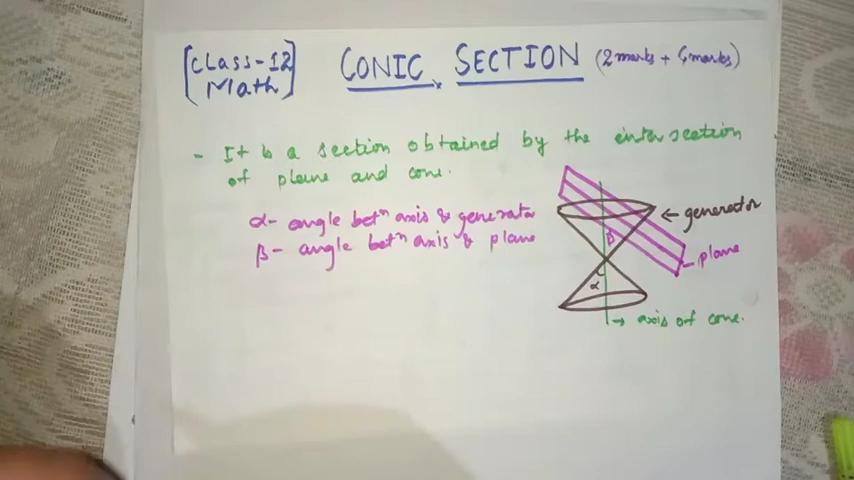 [Class-12 Math] CONIC SECTION (2 marks + 4 marks)
- It is a section obtained by the intersection
of plane and cone.
α- angle betⁿ axis & generator
β- angle betⁿ axis & plane
← generator
β
plane
α
→ axis of cone.